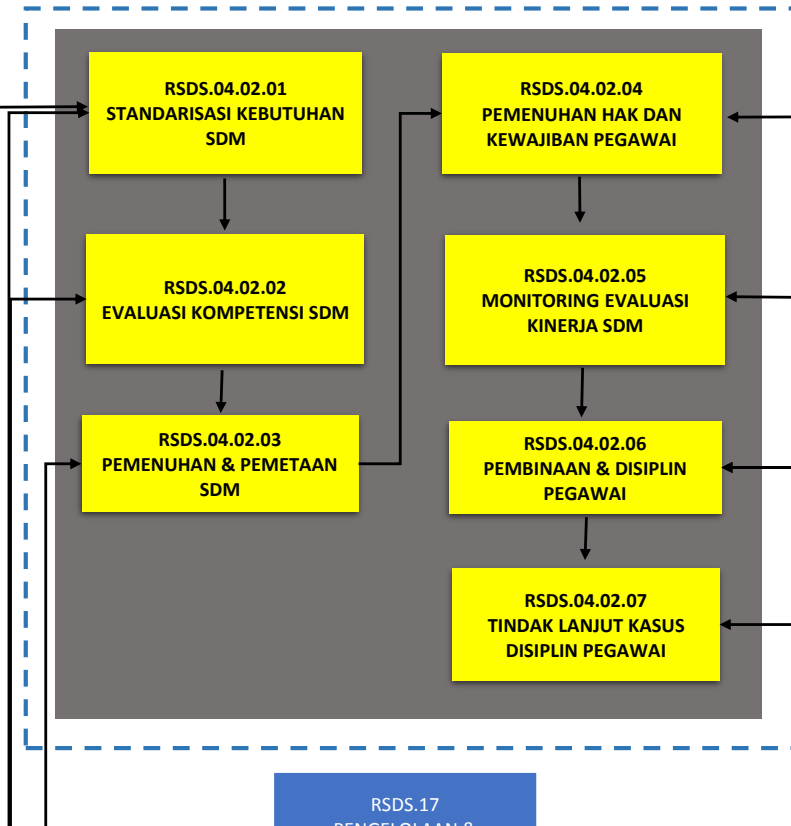 RSDS.04.02.01
STANDARISASI KEBUTUHAN
SDM
RSDS.04.02.02
EVALUASI KOMPETENSI SDM
RSDS.04.02.03
PEMENUHAN & PEMETAAN
SDM
RSDS.04.02.04
PEMENUHAN HAK DAN
KEWAJIBAN PEGAWAI
RSDS.04.02.05
MONITORING EVALUASI
KINERJA SDM
RSDS.04.02.06
PEMBINAAN & DISIPLIN
PEGAWAI
RSDS.04.02.07
TINDAK LANJUT KASUS
DISIPLIN PEGAWAI
RSDS.17
PENGELOLAAN &